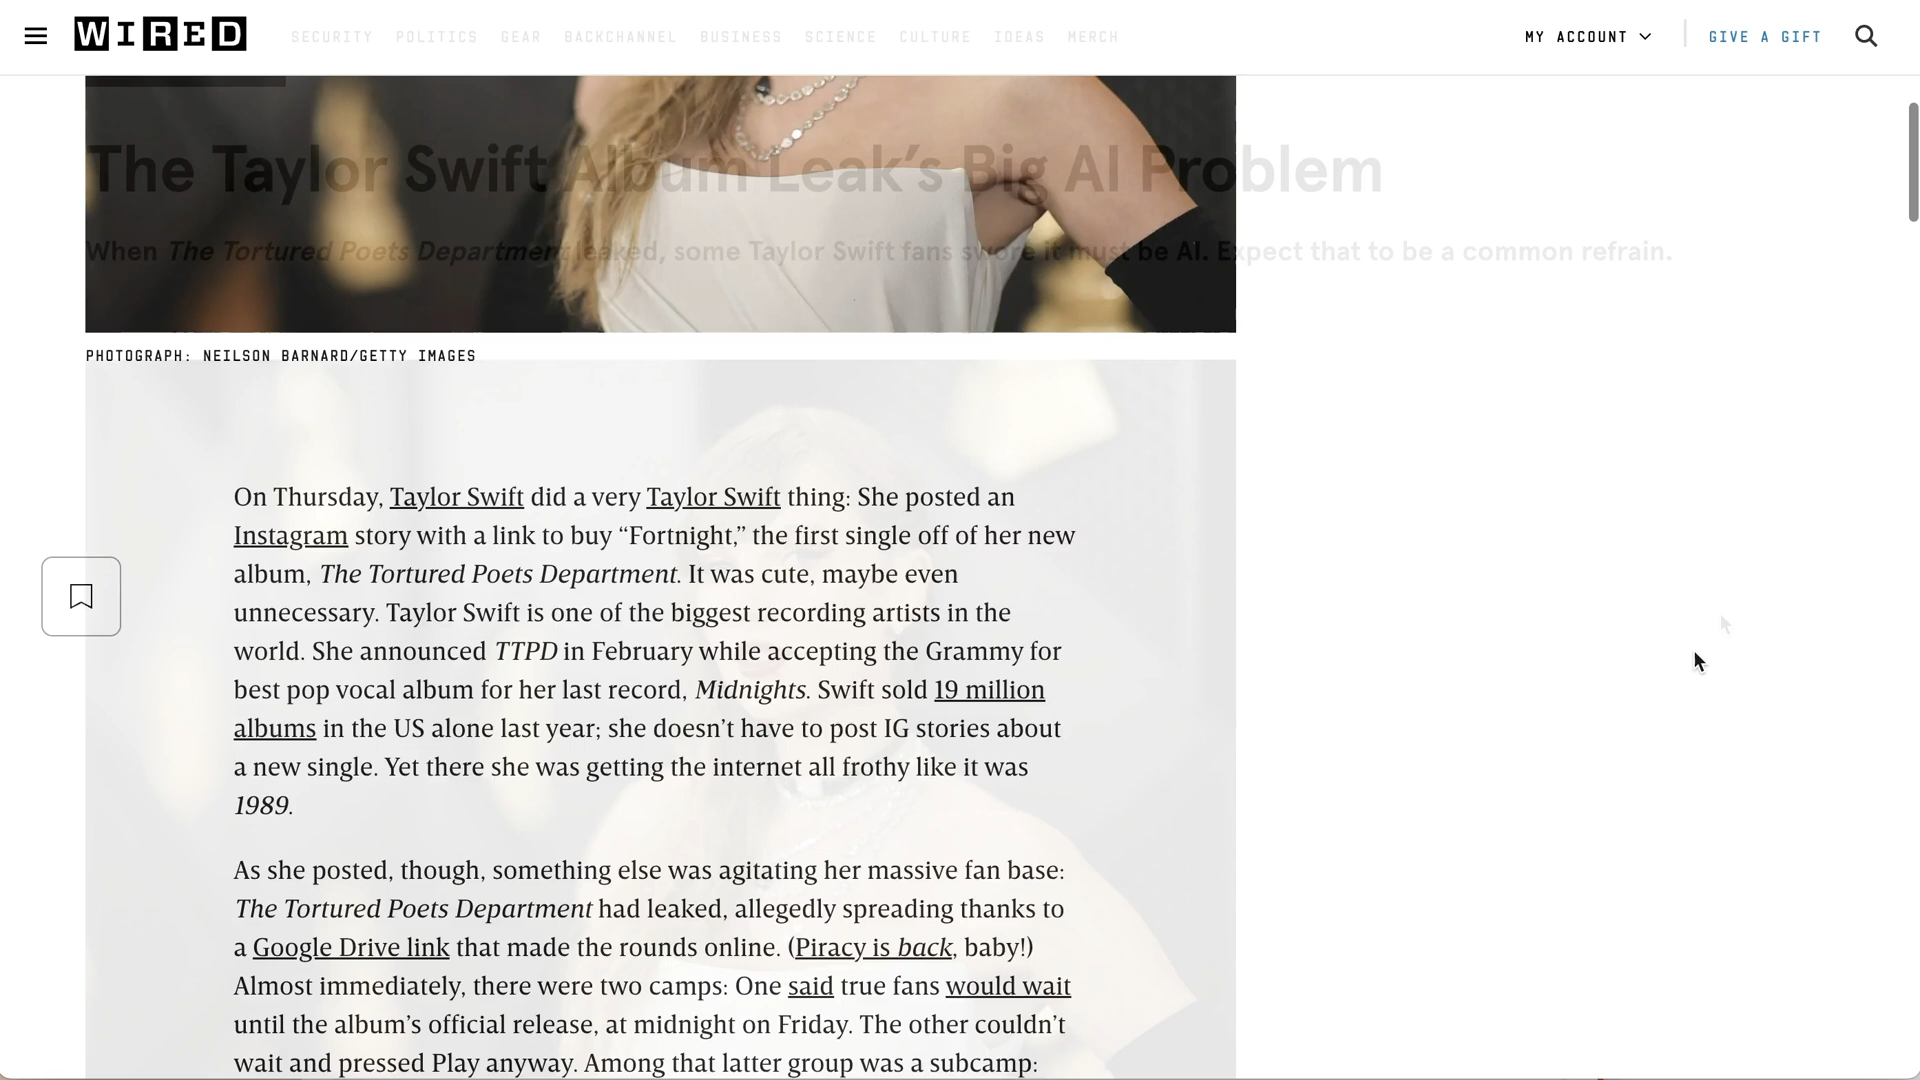 WIRED
SECURITY POLITICS GEAR BACKCHANNEL BUSINESS SCIENCE CULTURE IDEAS MERCH
MY ACCOUNT
GIVE A GIFT
The Taylor Swift Album Leak’s Big AI Problem
When The Tortured Poets Department leaked, some Taylor Swift fans swore it must be AI. Expect that to be a common refrain.
PHOTOGRAPH: NEILSON BARNARD/GETTY IMAGES
On Thursday, Taylor Swift did a very Taylor Swift thing: She posted an
Instagram story with a link to buy “Fortnight,” the first single off of her new
album, The Tortured Poets Department. It was cute, maybe even
unnecessary. Taylor Swift is one of the biggest recording artists in the
world. She announced TTPD in February while accepting the Grammy for
best pop vocal album for her last record, Midnights. Swift sold 19 million
albums in the US alone last year; she doesn’t have to post IG stories about
a new single. Yet there she was getting the internet all frothy like it was
1989.
As she posted, though, something else was agitating her massive fan base:
The Tortured Poets Department had leaked, allegedly spreading thanks to
a Google Drive link that made the rounds online. (Piracy is back, baby!)
Almost immediately, there were two camps: One said true fans would wait
until the album’s official release, at midnight on Friday. The other couldn’t
wait and pressed Play anyway. Among that latter group was a subcamp: